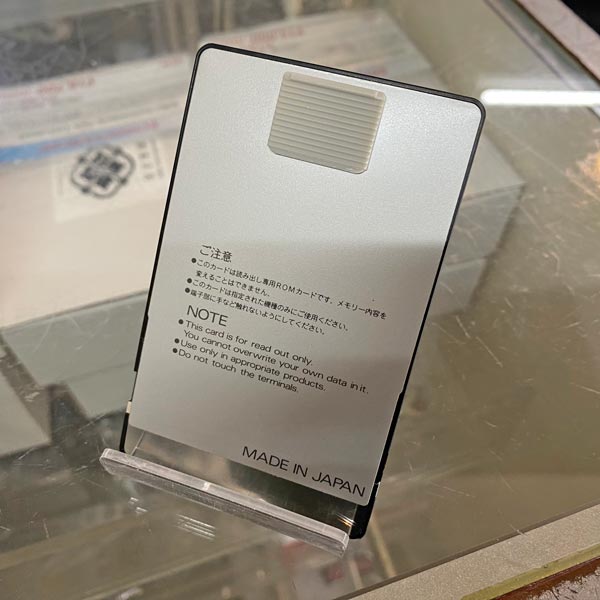 ご注意
●このカードは読み出し専用ROMカードです、メモリー内容を
変えることはできません。
●このカードは指定された機種のみにご使用ください。
●端子部に手など触れないようにしてください。
NOTE
●This card is for read out only.
You cannot overwrite your own data in it.
●Use only in appropriate products.
●Do not touch the terminals.
MADE IN JAPAN